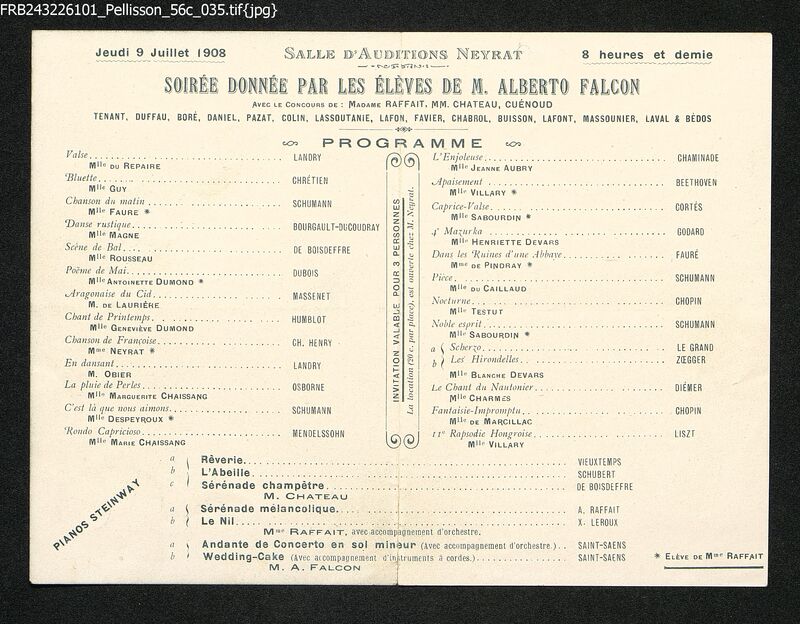 FRB243226101_Pellisson_56c_035.tif{jpg}
Jeudi 9 Juillet 1908
SALLE D'AUDITIONS NEYRAT
8 heures et demie
SOIRÉE DONNÉE PAR LES ÉLÈVES DE M. ALBERTO FALCON
AVEC LE CONCOURS DE : MADAME RAFFAIT, MM. CHATEAU, CUÉNOUD
TENANT, DUFFAU, BORÉ, DANIEL, PAZAT, COLIN, LASSOUTANIE, LAFON, FAVIER, CHABROL, BUISSON, LAFONT, MASSOUNIER, LAVAL & BÉDOS
PROGRAMME
Valse LANDRY
Mlle DU REPAIRE
Bluette CHRÉTIEN
Mlle GUY
Chanson du matin SCHUMANN
Mlle FAURE *
Danse rustique BOURGAULT-DUCOUDRAY
Mlle MAGNE
Scène de Bal DE BOISDEFFRE
Mlle ROUSSEAU
Poème de Mai DUBOIS
Mlle ANTOINETTE DUMOND *
Aragonaise du Cid MASSENET
M. DE LAURIÈRE
Chant de Printemps HUMBLOT
Mlle GENEVIÈVE DUMOND
Chanson de Françoise CH. HENRY
Mme NEYRAT *
En dansant LANDRY
M. OBIER
La pluie de Perles OSBORNE
Mlle MARGUERITE CHAISSANG
C'est là que nous aimons SCHUMANN
Mlle DESPEYROUX *
Rondo Capricioso MENDELSSOHN
Mlle MARIE CHAISSANG
INVITATION VALABLE POUR 3 PERSONNES
La location (20 c. par place), est ouverte chez M. Neyrat.
L'Enjoleuse CHAMINADE
Mlle JEANNE AUBRY
Apaisement BEETHOVEN
Mlle VILLARY *
Caprice-Valse CORTÉS
Mlle SABOURDIN *
4e Mazurka GODARD
Mlle HENRIETTE DEVARS
Dans les Ruines d'une Abbaye FAURÉ
Mme DE PINDRAY *
Pièce SCHUMANN
Mlle DU CAILLAUD
Nocturne CHOPIN
Mlle TESTUT
Noble esprit SCHUMANN
Mlle SABOURDIN *
a Scherzo LE GRAND
b Les Hirondelles ZŒGGER
Mlle BLANCHE DEVARS
Le Chant du Nautonier DIÉMER
Mlle CHARMES
Fantaisie-Impromptu CHOPIN
Mlle DE MARCILLAC
11e Rapsodie Hongroise LISZT
Mlle VILLARY
a Rêverie VIEUXTEMPS
b L'Abeille SCHUBERT
c Sérénade champêtre DE BOISDEFFRE
M. CHATEAU
a Sérénade mélancolique A. RAFFAIT
b Le Nil X. LEROUX
Mme RAFFAIT, avec accompagnement d'orchestre.
a Andante de Concerto en sol mineur (Avec accompagnement d'orchestre.) SAINT-SAENS
b Wedding-Cake (Avec accompagnement d'instruments à cordes.) SAINT-SAENS
M. A. FALCON
PIANOS STEINWAY
* ELÈVE DE Mme RAFFAIT